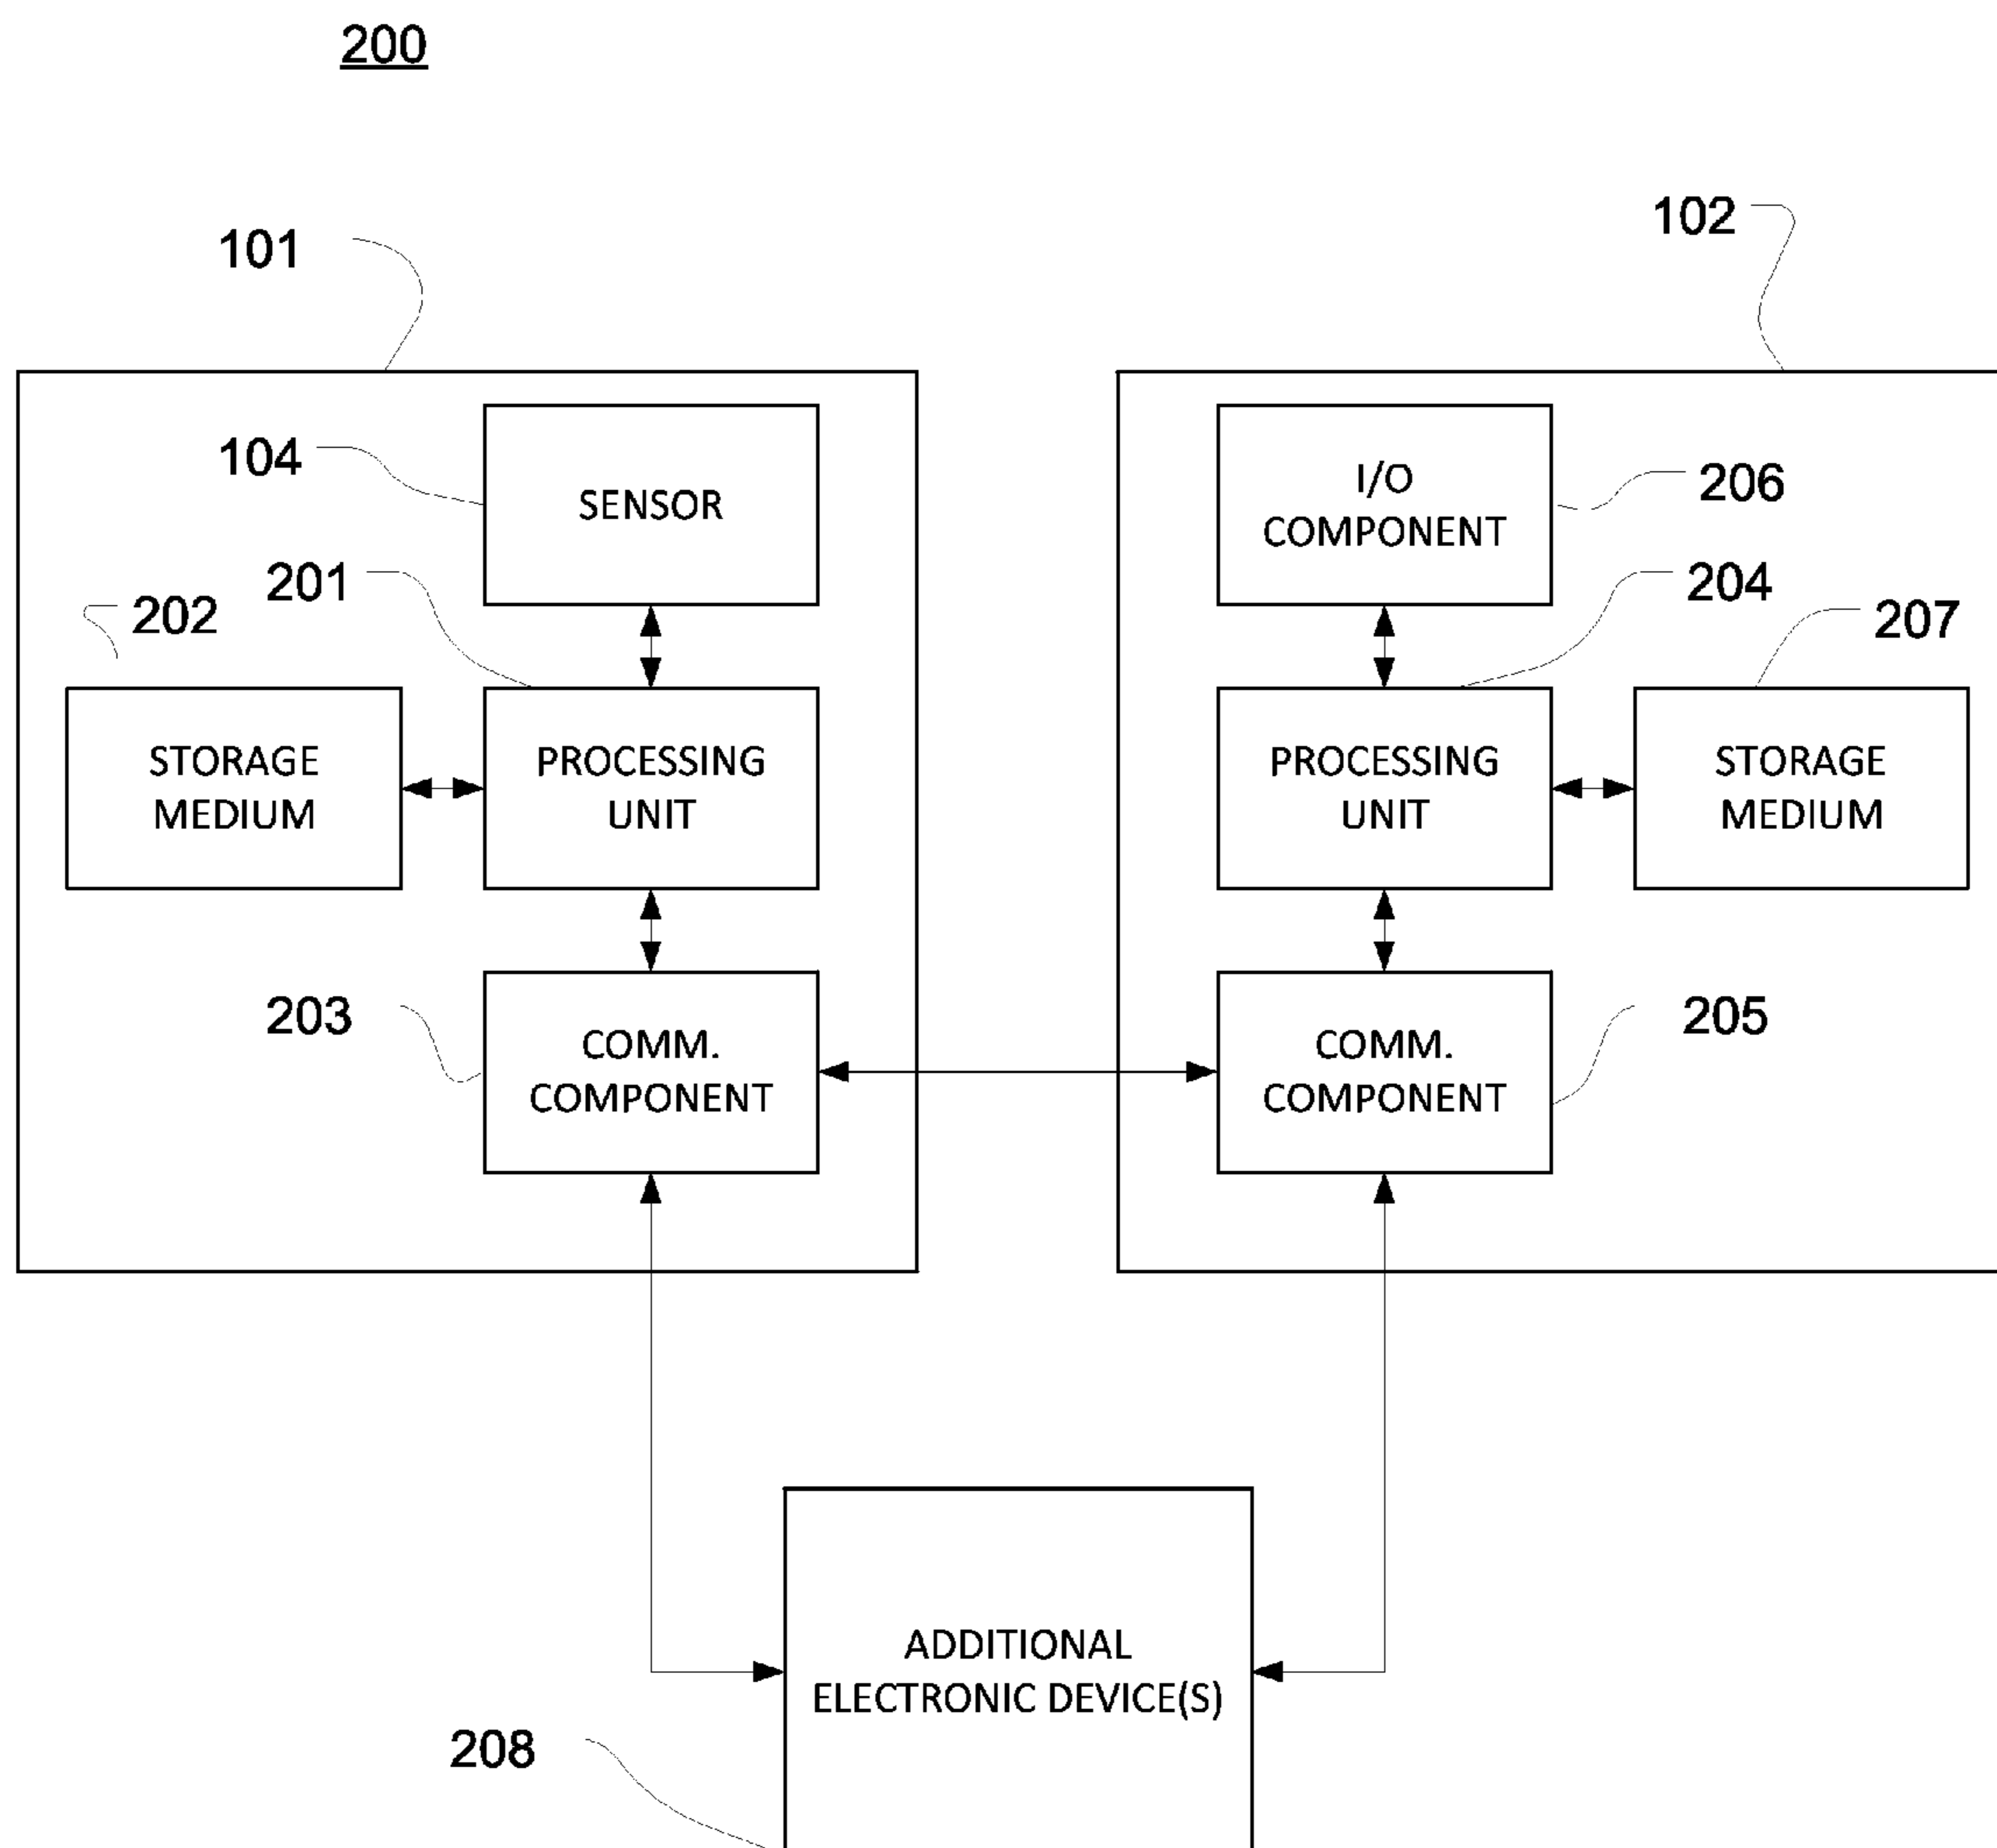 200
101
102
104
SENSOR
I/O
COMPONENT
206
201
204
202
207
STORAGE
MEDIUM
PROCESSING
UNIT
PROCESSING
UNIT
STORAGE
MEDIUM
203
COMM.
COMPONENT
COMM.
COMPONENT
205
ADDITIONAL
ELECTRONIC DEVICE(S)
208